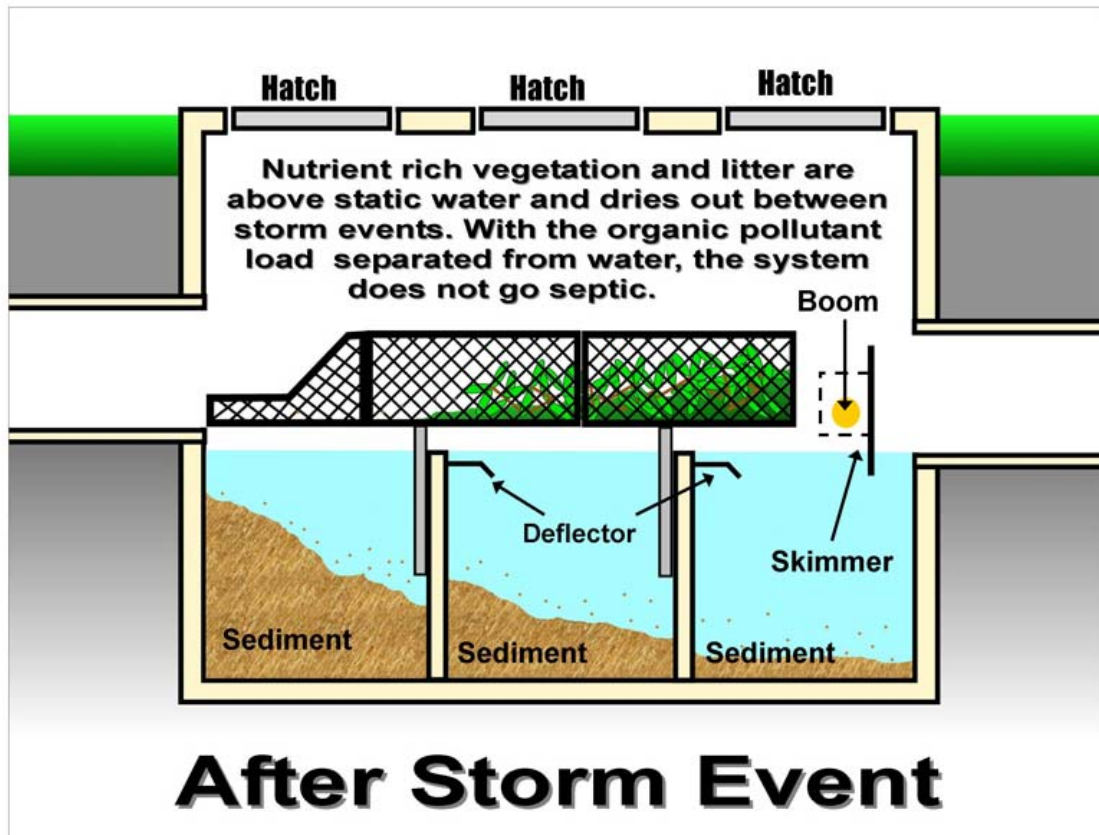 Hatch
Hatch
Hatch
Nutrient rich vegetation and litter are
above static water and dries out between
storm events. With the organic pollutant
load separated from water, the system
does not go septic.
Boom
Deflector
Skimmer
Sediment
Sediment
Sediment
After Storm Event